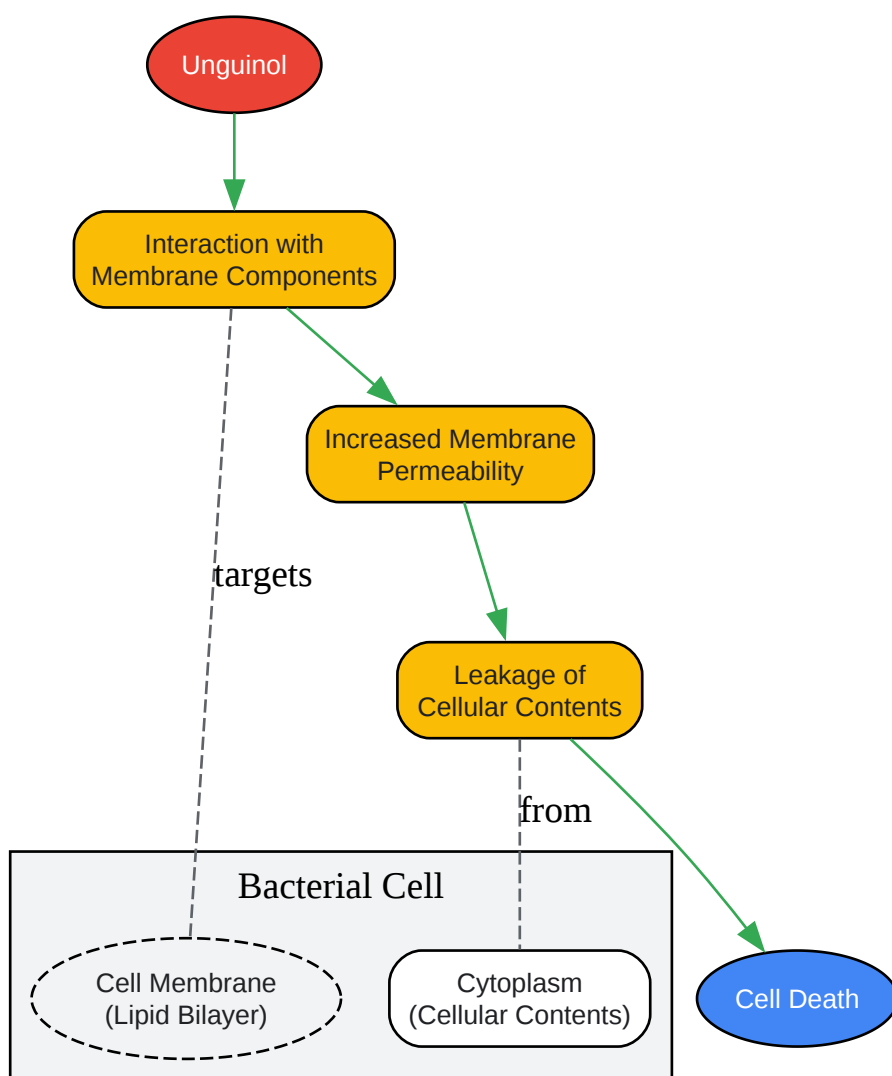 Unguinol
Interaction with
Membrane Components
Increased Membrane
Permeability
targets
Leakage of
Cellular Contents
from
Bacterial Cell
Cell Membrane
(Lipid Bilayer)
Cytoplasm
(Cellular Contents)
Cell Death